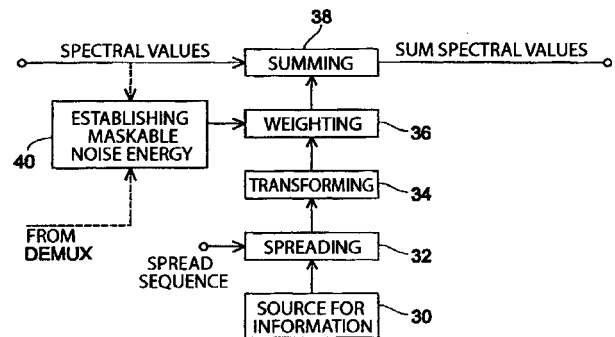 38
SPECTRAL VALUES
SUMMING
SUM SPECTRAL VALUES
ESTABLISHING
MASKABLE
NOISE ENERGY
40
WEIGHTING
36
TRANSFORMING
34
FROM
DEMUX
SPREADING
32
SPREAD
SEQUENCE
SOURCE FOR
INFORMATION
30